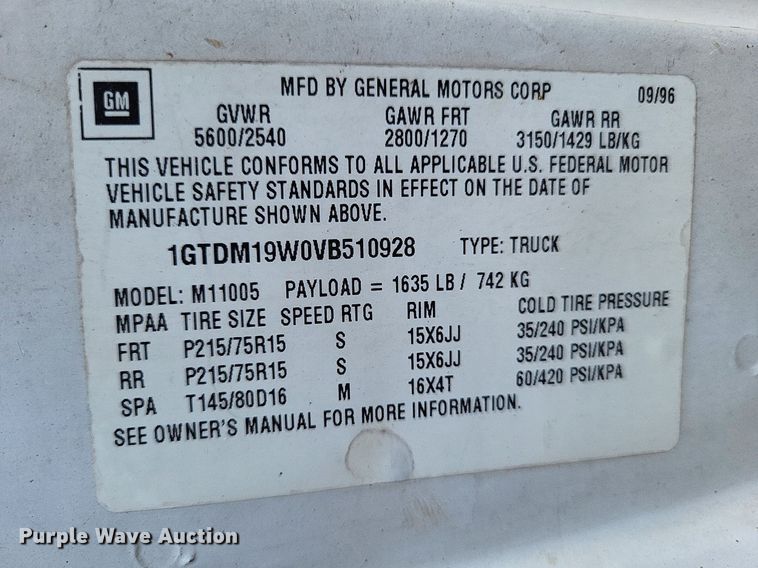 GM
MFD BY GENERAL MOTORS CORP 09/96
GVWR GAWR FRT GAWR RR
5600/2540 2800/1270 3150/1429 LB/KG
THIS VEHICLE CONFORMS TO ALL APPLICABLE U.S. FEDERAL MOTOR
VEHICLE SAFETY STANDARDS IN EFFECT ON THE DATE OF
MANUFACTURE SHOWN ABOVE.
1GTDM19W0VB510928 TYPE: TRUCK
MODEL: M11005 PAYLOAD = 1635 LB / 742 KG
MPAA TIRE SIZE SPEED RTG RIM COLD TIRE PRESSURE
FRT P215/75R15 S 15X6JJ 35/240 PSI/KPA
RR P215/75R15 S 15X6JJ 35/240 PSI/KPA
SPA T145/80D16 M 16X4T 60/420 PSI/KPA
SEE OWNER'S MANUAL FOR MORE INFORMATION.
Purple Wave Auction